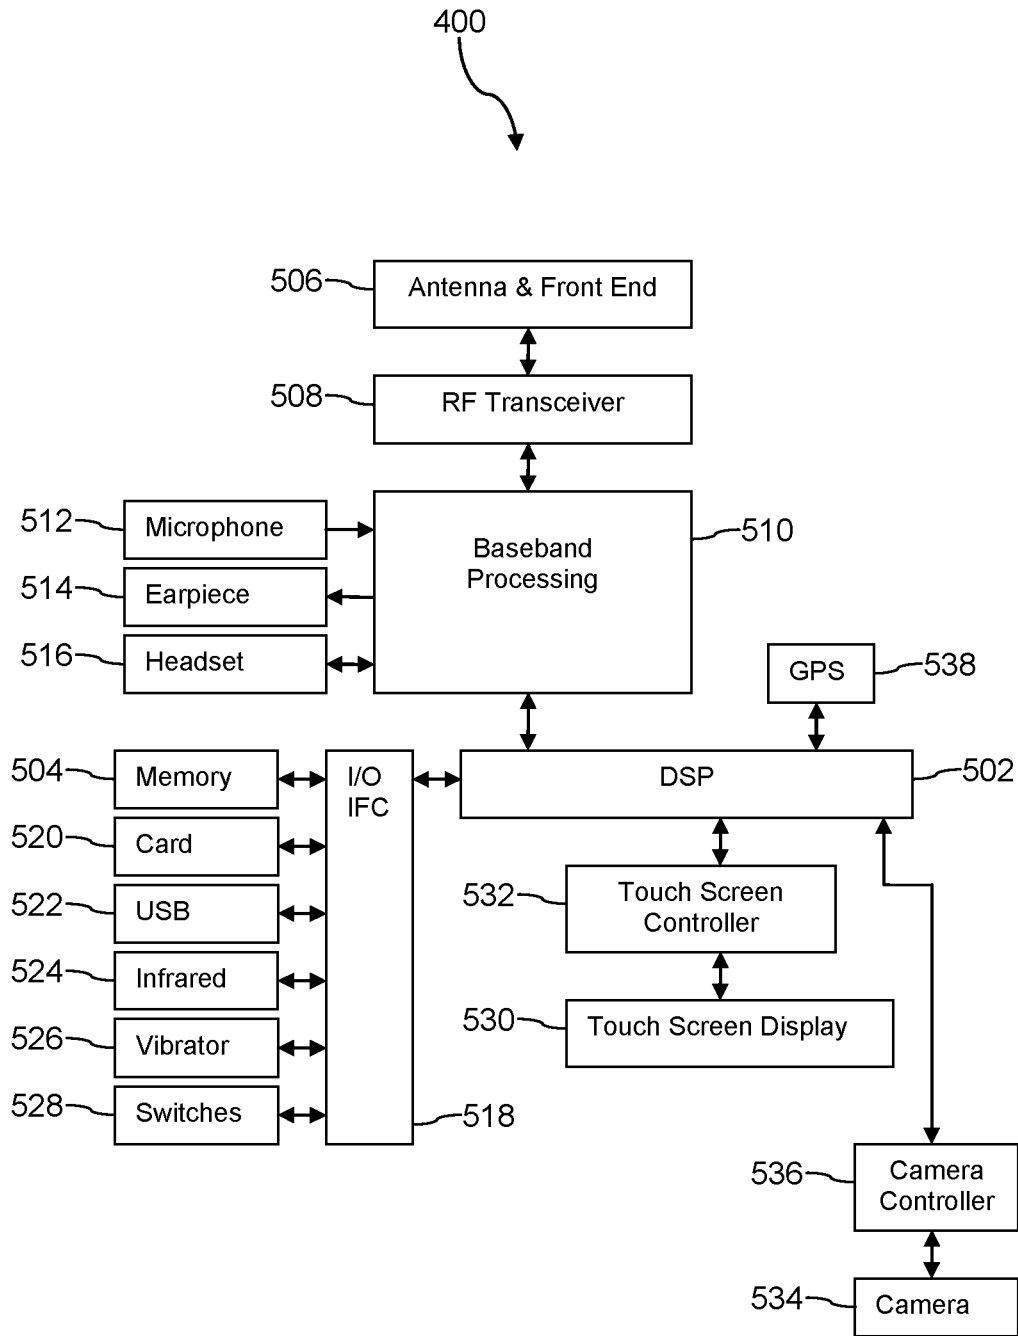 400
506
Antenna & Front End
508
RF Transceiver
512
Microphone
Baseband
Processing
510
514
Earpiece
516
Headset
GPS
538
504
Memory
I/O
IFC
DSP
502
520
Card
522
USB
532
Touch Screen
Controller
524
Infrared
526
Vibrator
530
Touch Screen Display
528
Switches
518
536
Camera
Controller
534
Camera